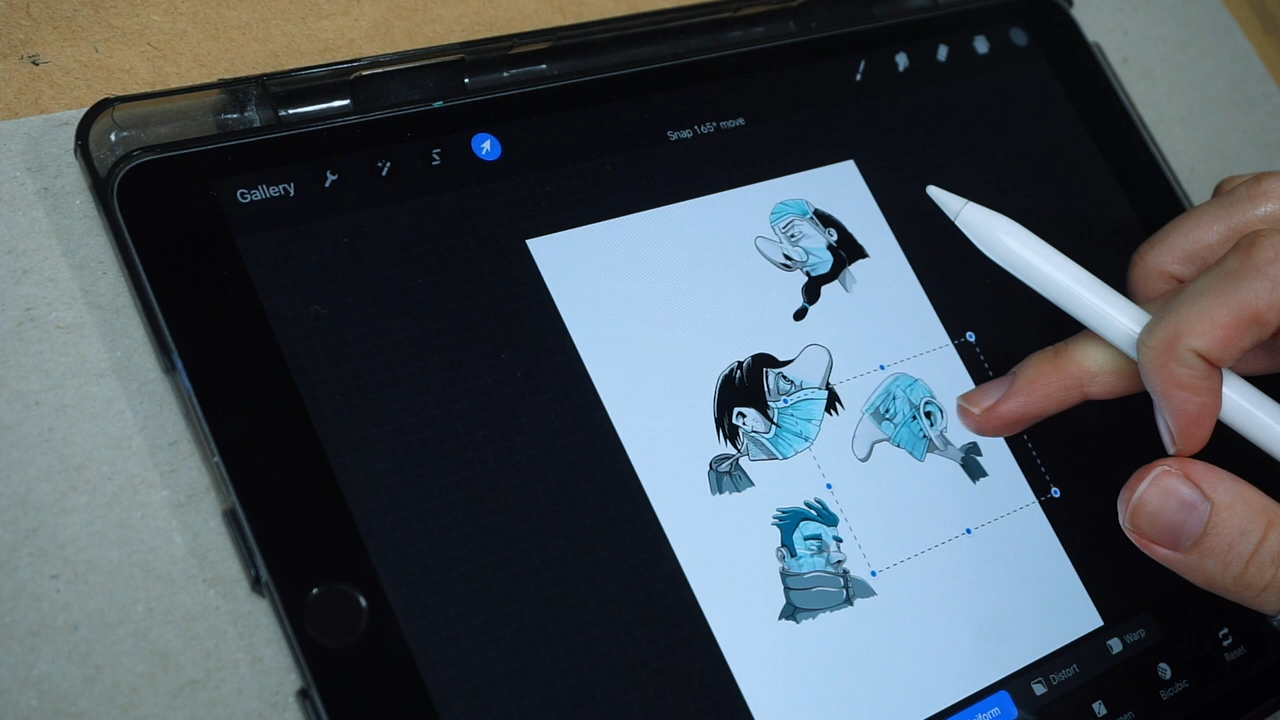 Gallery
Snap 165° move
Warp
Distort
Reset
Bicubic